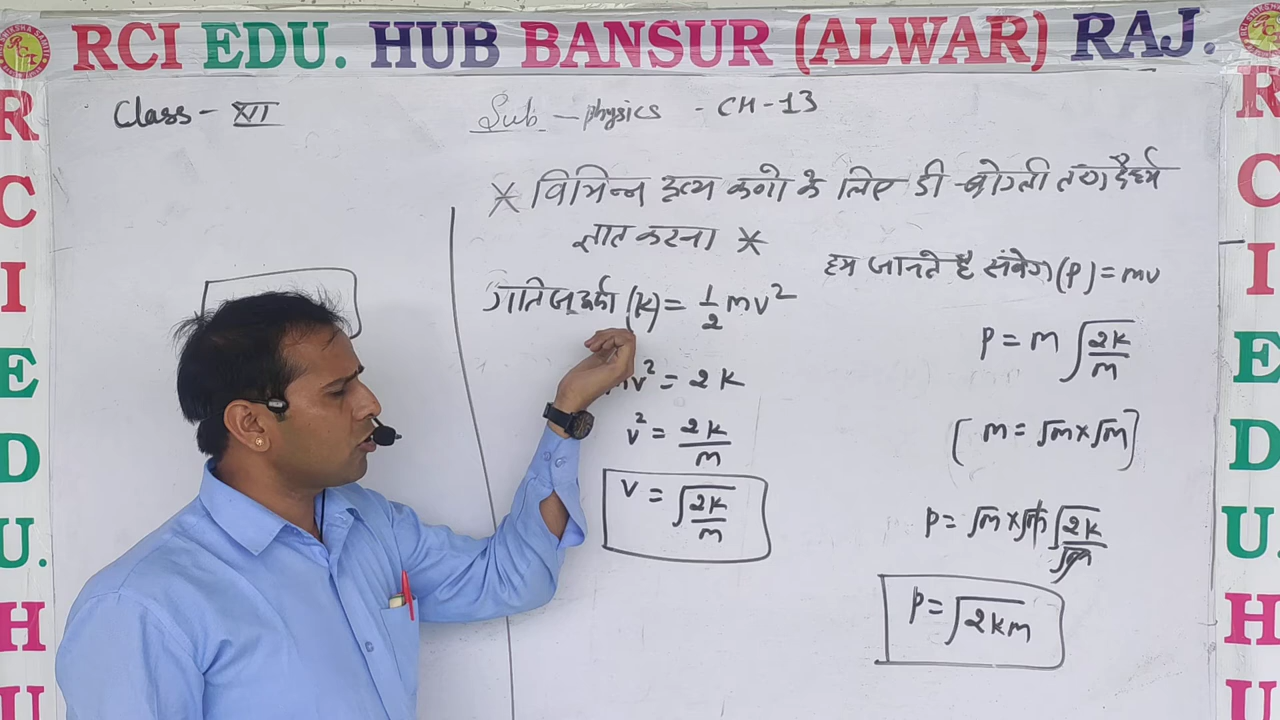 RCI EDU. HUB BANSUR (ALWAR) RAJ.
R
C
I
E
D
U.
H
U
Class - XII
Sub - physics - CH-13
* विभिन्न द्रव्य कणो के लिए डी-ब्रोग्ली तरंग दैर्ध्य
ज्ञात करना *
गतिज ऊर्जा (K) = 1/2 mv²
mv² = 2K
v² = 2K/m
v = √(2K/m)
हम जानते है संवेग (P) = mv
P = m √(2K/m)
[ m = √m × √m ]
P = √m × √m √2K/√m
P = √2Km
R
C
I
E
D
U.
H
U